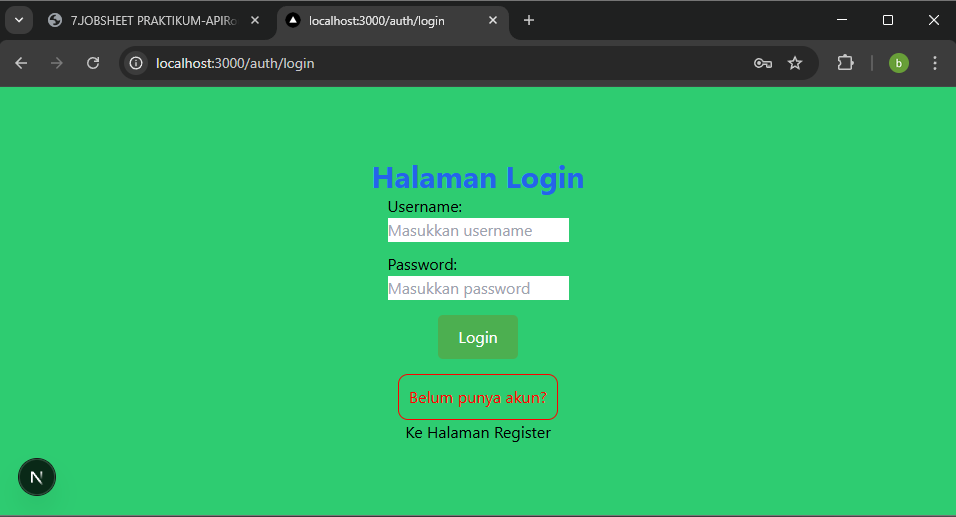 7JOBSHEET PRAKTIKUM-APIRo
localhost:3000/auth/login
localhost:3000/auth/login
b
Halaman Login
Username:
Masukkan username
Password:
Masukkan password
Login
Belum punya akun?
Ke Halaman Register
N